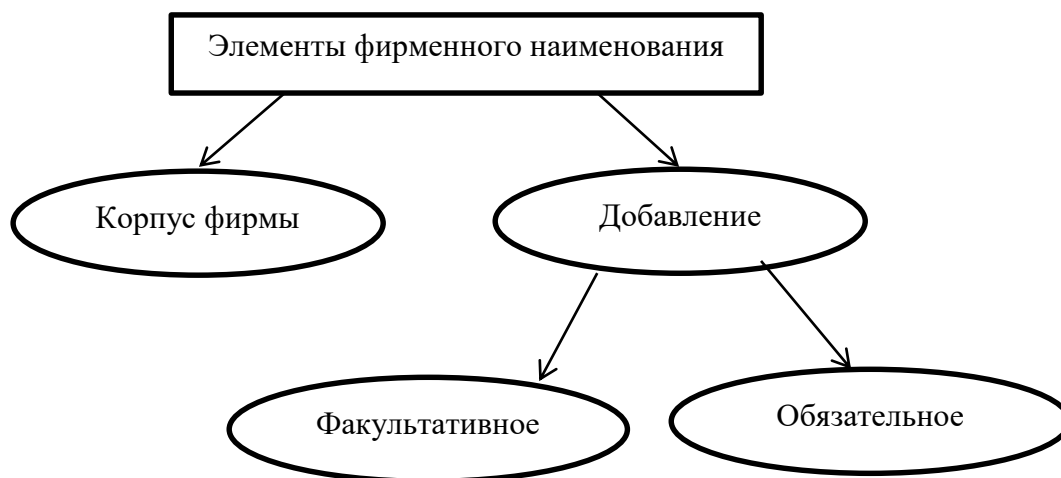 Элементы фирменного наименования
Корпус фирмы
Добавление
Факультативное
Обязательное